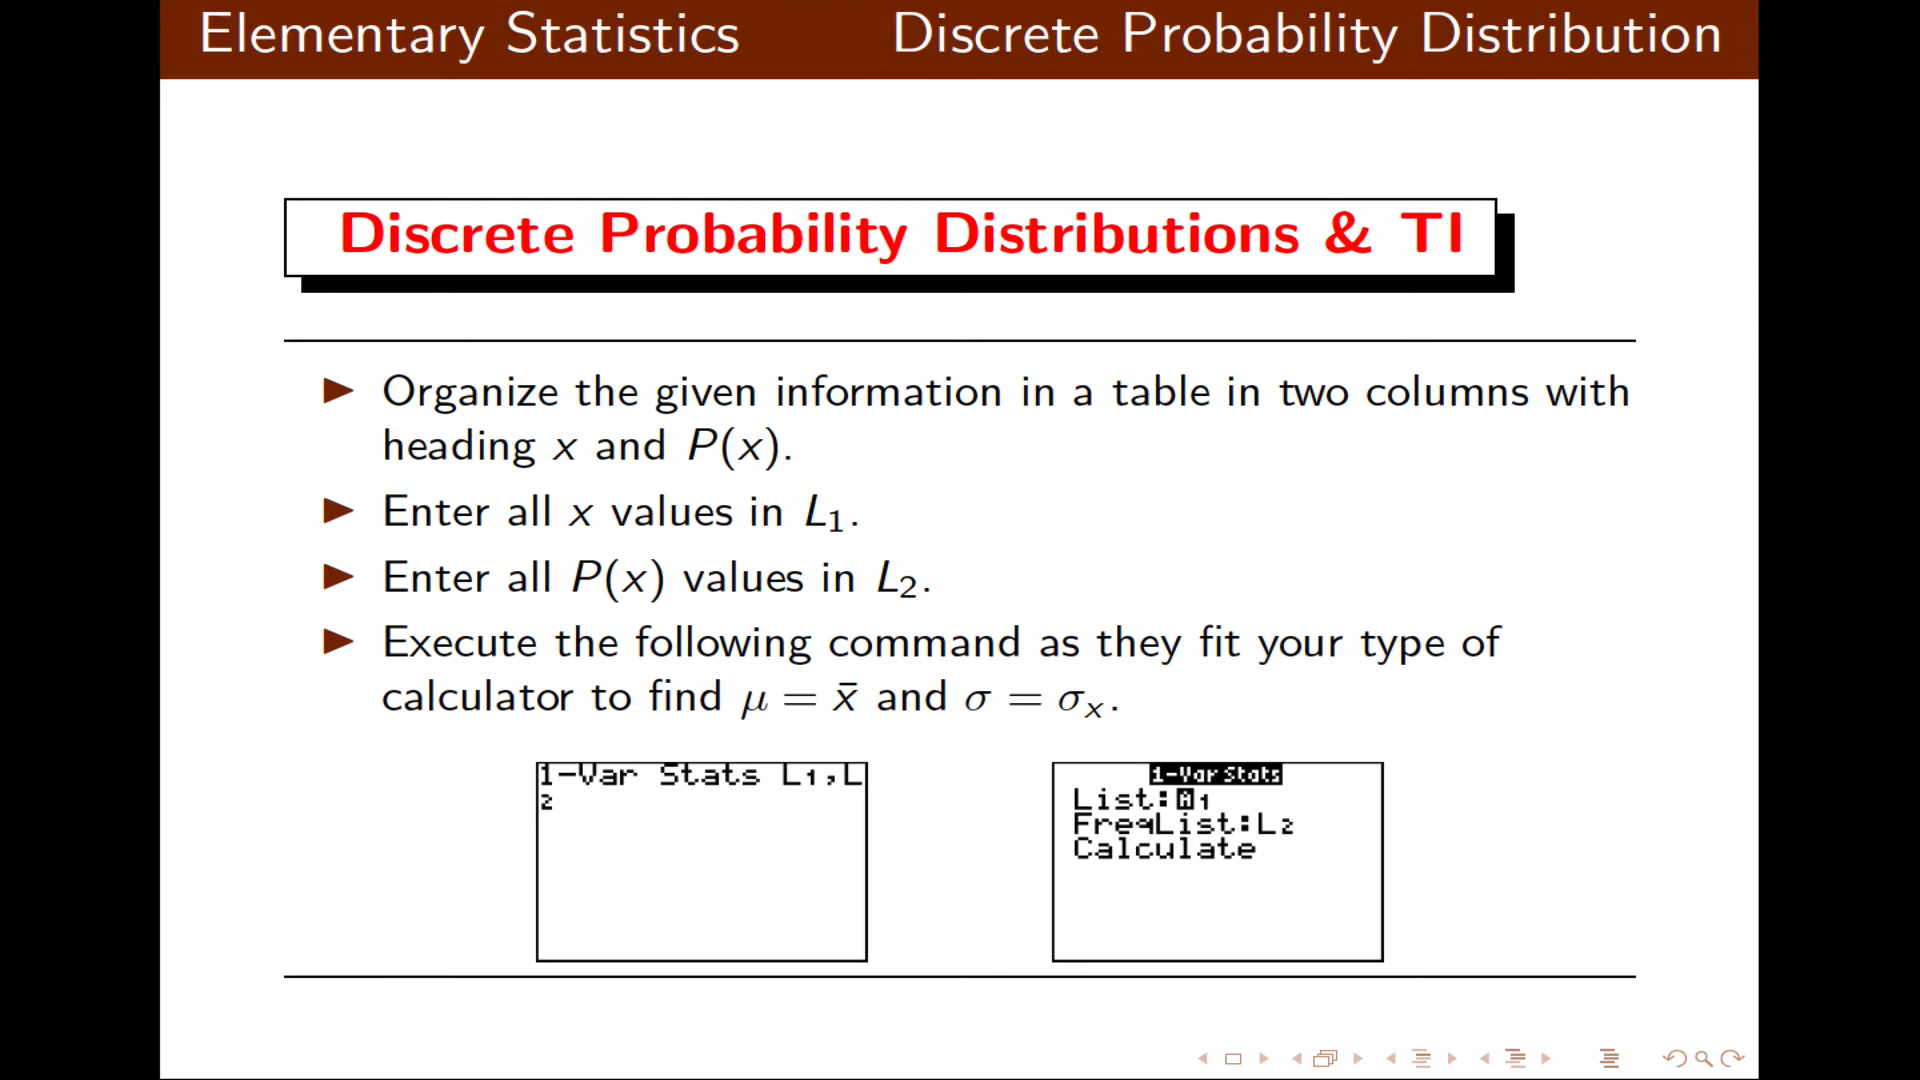 Elementary Statistics Discrete Probability Distribution
Discrete Probability Distributions & TI
Organize the given information in a table in two columns with
heading x and P(x).
Enter all x values in L₁.
Enter all P(x) values in L₂.
Execute the following command as they fit your type of
calculator to find μ = x̄ and σ = σₓ.
1-Var Stats L₁,L
₂
1-Var Stats
List:L₁
FreqList:L₂
Calculate